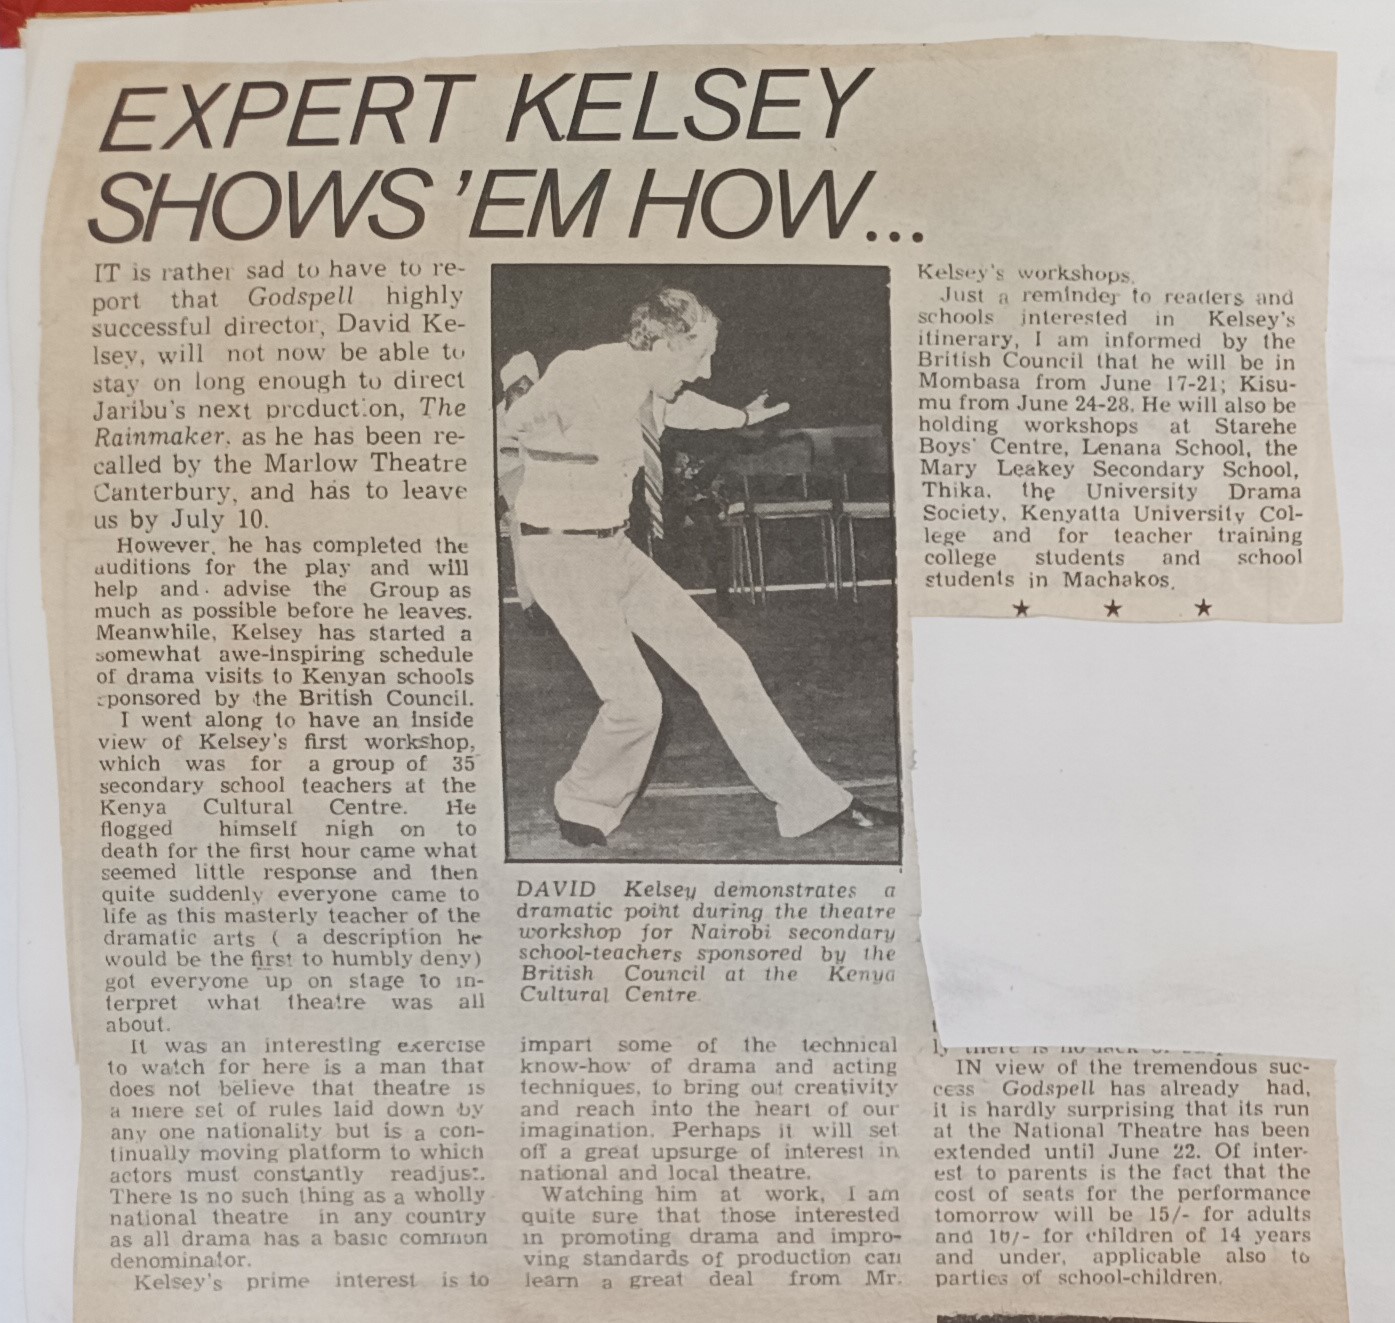 EXPERT KELSEY
SHOWS 'EM HOW...
IT is rather sad to have to re-
port that Godspell highly
successful director, David Ke-
lsey, will not now be able to
stay on long enough to direct
Jaribu's next production, The
Rainmaker, as he has been re-
called by the Marlow Theatre
Canterbury, and has to leave
us by July 10.
However, he has completed the
auditions for the play and will
help and advise the Group as
much as possible before he leaves.
Meanwhile, Kelsey has started a
somewhat awe-inspiring schedule
of drama visits to Kenyan schools
sponsored by the British Council.
I went along to have an inside
view of Kelsey's first workshop,
which was for a group of 35
secondary school teachers at the
Kenya Cultural Centre. He
flogged himself nigh on to
death for the first hour came what
seemed little response and then
quite suddenly everyone came to
life as this masterly teacher of the
dramatic arts ( a description he
would be the first to humbly deny)
got everyone up on stage to in-
terpret what theatre was all
about.
It was an interesting exercise
to watch for here is a man that
does not believe that theatre is
a mere set of rules laid down by
any one nationality but is a con-
tinually moving platform to which
actors must constantly readjust.
There is no such thing as a wholly
national theatre in any country
as all drama has a basic common
denominator.
Kelsey's prime interest is to
DAVID Kelsey demonstrates a
dramatic point during the theatre
workshop for Nairobi secondary
school-teachers sponsored by the
British Council at the Kenya
Cultural Centre.
impart some of the technical
know-how of drama and acting
techniques, to bring out creativity
and reach into the heart of our
imagination. Perhaps it will set
off a great upsurge of interest in
national and local theatre.
Watching him at work, I am
quite sure that those interested
in promoting drama and impro-
ving standards of production can
learn a great deal from Mr.
Kelsey's workshops.
Just a reminder to readers and
schools interested in Kelsey's
itinerary, I am informed by the
British Council that he will be in
Mombasa from June 17-21; Kisu-
mu from June 24-28. He will also be
holding workshops at Starehe
Boys' Centre, Lenana School, the
Mary Leakey Secondary School,
Thika, the University Drama
Society, Kenyatta University Col-
lege and for teacher training
college students and school
students in Machakos.
★ ★ ★
ly there is no lack of
IN view of the tremendous suc-
cess Godspell has already had,
it is hardly surprising that its run
at the National Theatre has been
extended until June 22. Of inter-
est to parents is the fact that the
cost of seats for the performance
tomorrow will be 15/- for adults
and 10/- for children of 14 years
and under, applicable also to
parties of school-children.